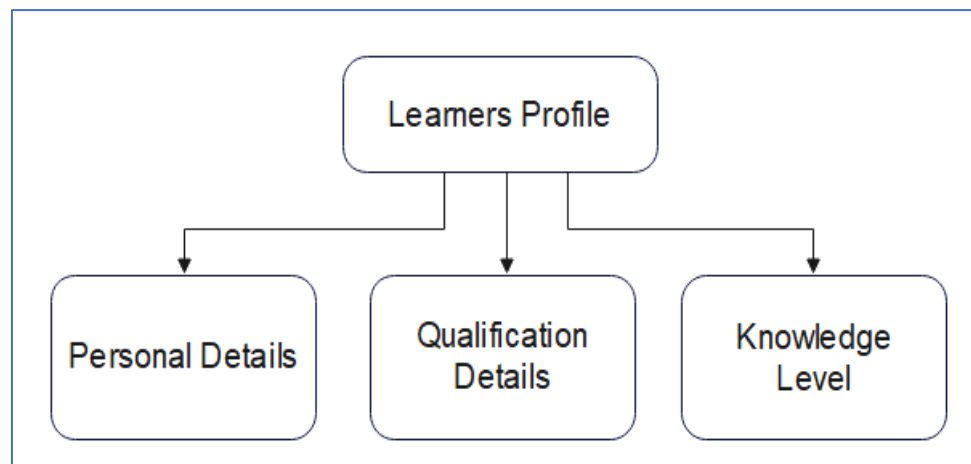 Learners Profile
Personal Details
Qualification
Details
Knowledge
Level